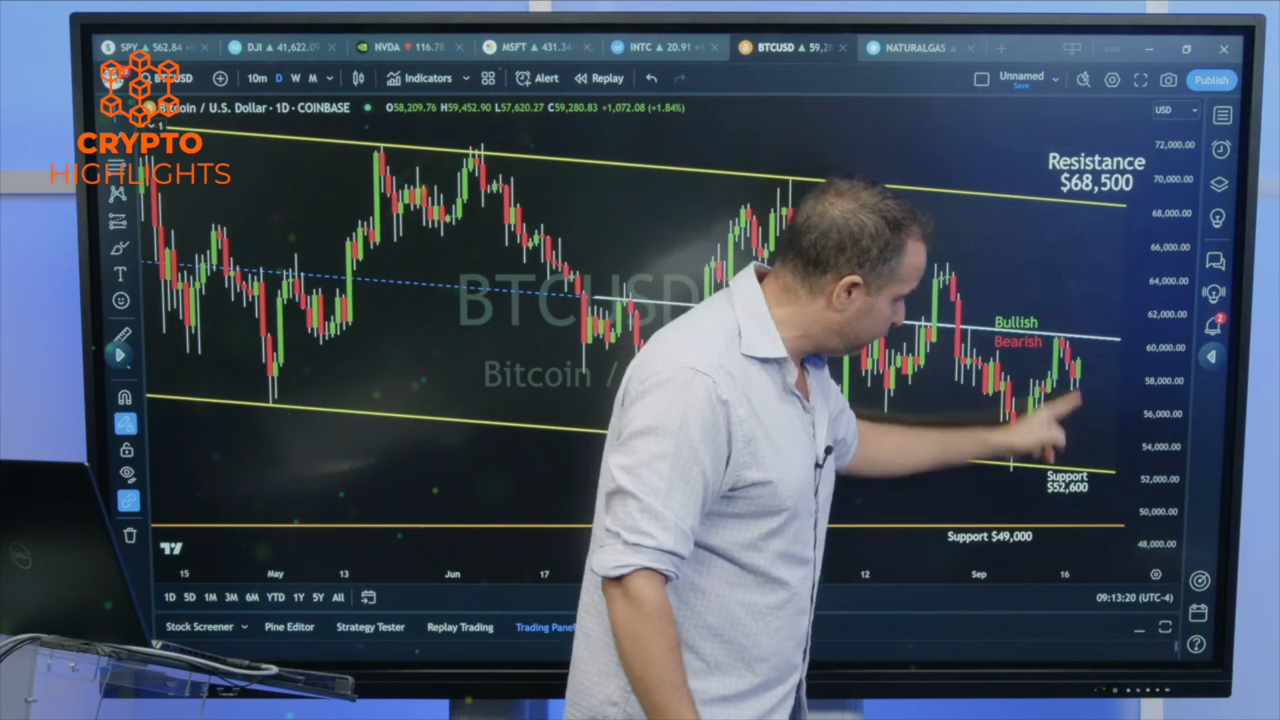 SPY 562.84
DJI 41,622.09
NVDA 116.78
MSFT 431.34
INTC 20.91
BTCUSD 59,28
NATURALGAS
BTCUSD
10m D W M
Indicators
Alert
Replay
Unnamed
Save
Publish
Bitcoin / U.S. Dollar · 1D · COINBASE
O58,209.76 H59,452.90 L57,620.27 C59,280.83 +1,072.08 (+1.84%)
USD
1
CRYPTO
HIGHLIGHTS
Resistance
$68,500
72,000.00
70,000.00
68,000.00
66,000.00
64,000.00
62,000.00
60,000.00
58,000.00
56,000.00
54,000.00
52,000.00
50,000.00
48,000.00
2
BTCUSD
Bitcoin /
Bullish
Bearish
Support
$52,600
Support $49,000
15 May 13 Jun 17 12 Sep 16
1D 5D 1M 3M 6M YTD 1Y 5Y All
09:13:20 (UTC-4)
Stock Screener Pine Editor Strategy Tester Replay Trading Trading Panel
DELL